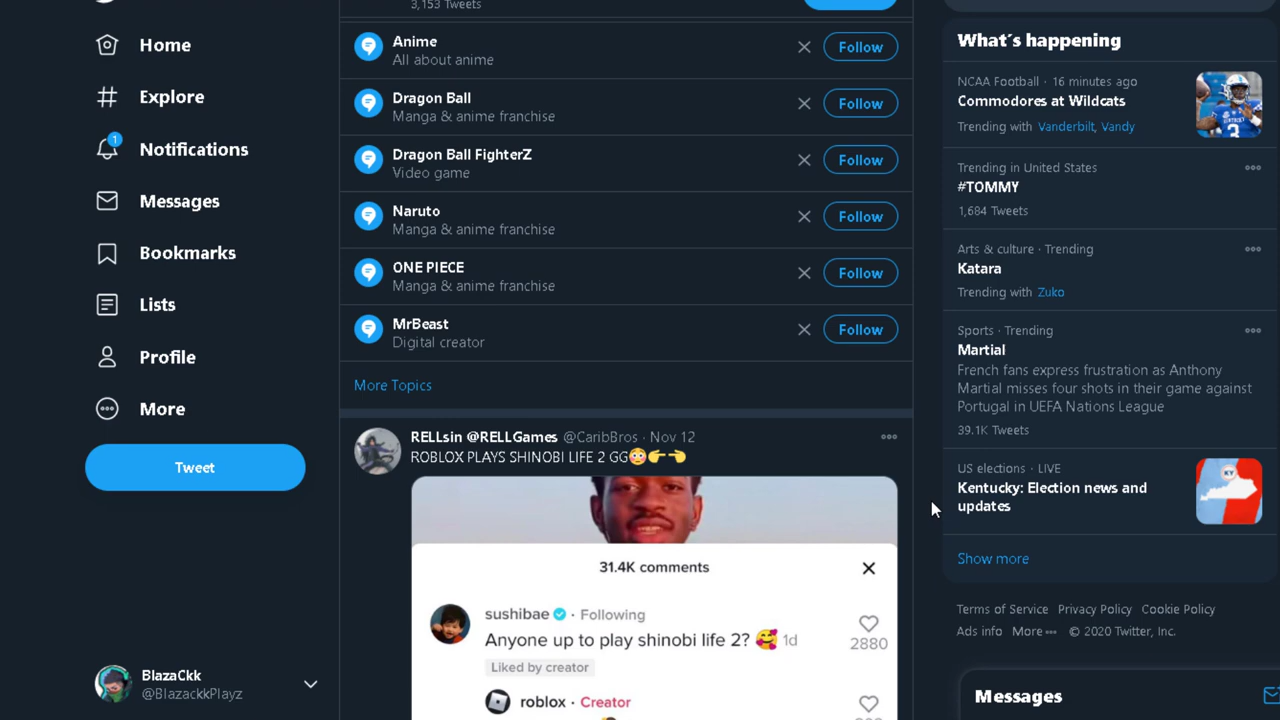 3,153 Tweets
Home
Explore
1
Notifications
Messages
Bookmarks
Lists
Profile
More
Tweet
BlazaCkk
@BlazackkPlayz
Anime
All about anime
Follow
Dragon Ball
Manga & anime franchise
Follow
Dragon Ball FighterZ
Video game
Follow
Naruto
Manga & anime franchise
Follow
ONE PIECE
Manga & anime franchise
Follow
MrBeast
Digital creator
Follow
More Topics
RELLsin @RELLGames @CaribBros · Nov 12
ROBLOX PLAYS SHINOBI LIFE 2 GG😳👉👈
31.4K comments
sushibae · Following
Anyone up to play shinobi life 2? 🥰 1d
2880
Liked by creator
roblox · Creator
What´s happening
NCAA Football · 16 minutes ago
Commodores at Wildcats
Trending with Vanderbilt, Vandy
3
Trending in United States
#TOMMY
1,684 Tweets
Arts & culture · Trending
Katara
Trending with Zuko
Sports · Trending
Martial
French fans express frustration as Anthony
Martial misses four shots in their game against
Portugal in UEFA Nations League
39.1K Tweets
US elections · LIVE
Kentucky: Election news and
updates
KY
Show more
Terms of Service Privacy Policy Cookie Policy
Ads info More © 2020 Twitter, Inc.
Messages